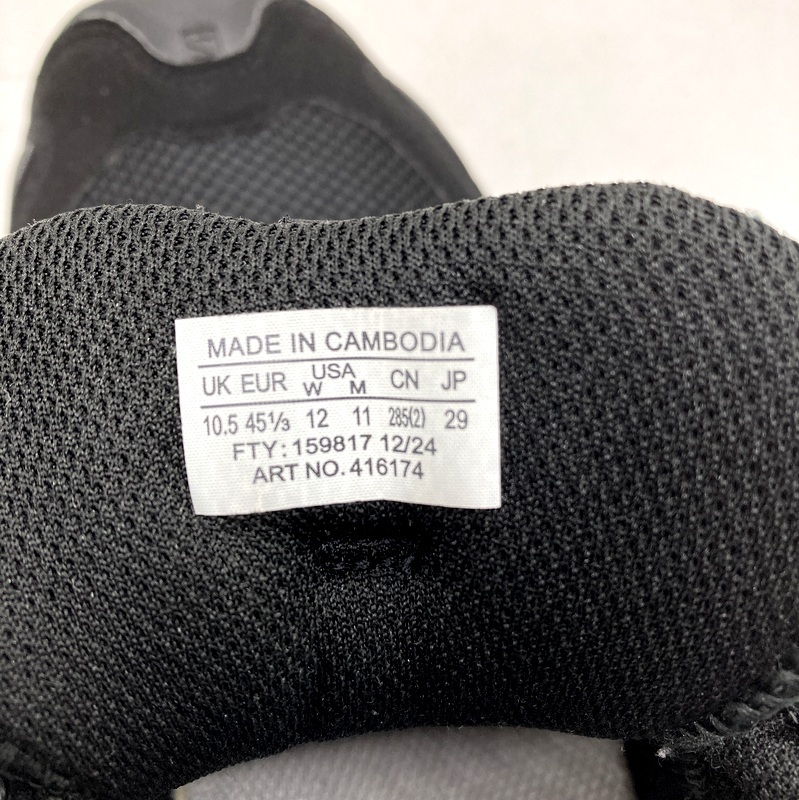 MADE IN CAMBODIA
UK EUR USA W M CN JP
10.5 45⅓ 12 11 285(2) 29
FTY: 159817 12/24
ART NO. 416174